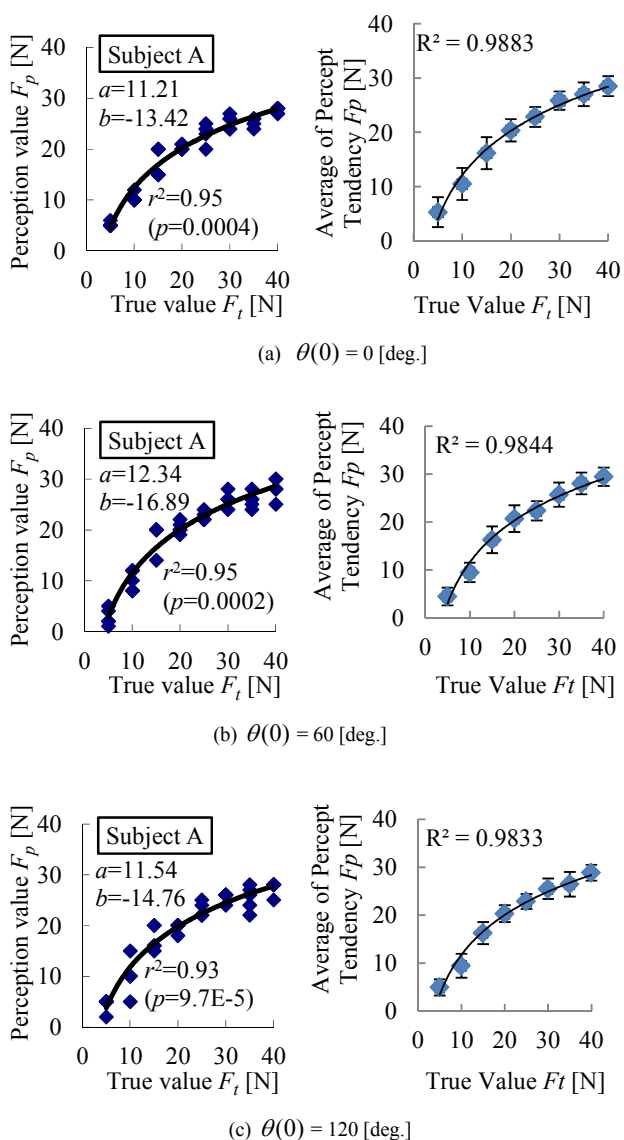 Perception value F_p [N]
40
30
20
10
0
Subject A
a=11.21
b=-13.42
r²=0.95
(p=0.0004)
0 10 20 30 40
True value F_t [N]
Average of Percept
Tendency Fp [N]
40
30
20
10
0
R² = 0.9883
0 10 20 30 40
True Value F_t [N]
(a) θ(0) = 0 [deg.]
Perception value F_p [N]
40
30
20
10
0
Subject A
a=12.34
b=-16.89
r²=0.95
(p=0.0002)
0 10 20 30 40
True value F_t [N]
Average of Percept
Tendency Fp [N]
40
30
20
10
0
R² = 0.9844
0 10 20 30 40
True Value Ft [N]
(b) θ(0) = 60 [deg.]
Perception value F_p [N]
40
30
20
10
0
Subject A
a=11.54
b=-14.76
r²=0.93
(p=9.7E-5)
0 10 20 30 40
True value F_t [N]
Average of Percept
Tendency Fp [N]
40
30
20
10
0
R² = 0.9833
0 10 20 30 40
True Value Ft [N]
(c) θ(0) = 120 [deg.]